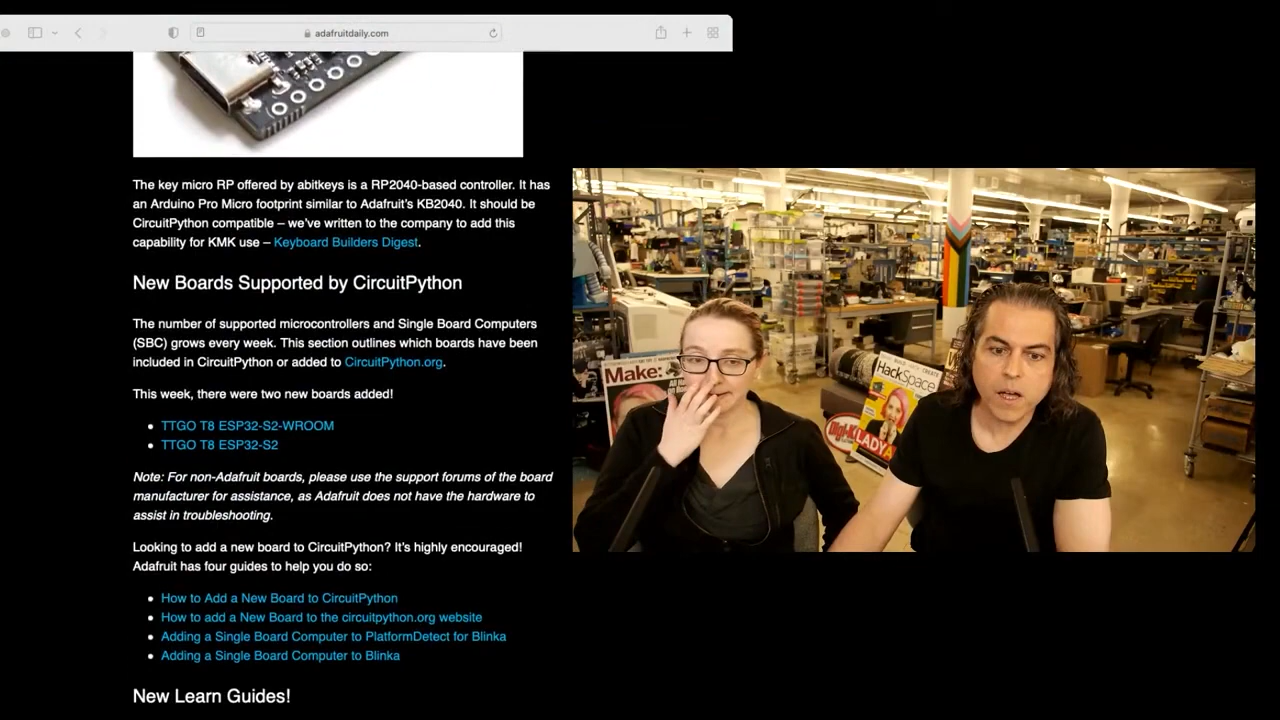 adafruitdaily.com
The key micro RP offered by abitkeys is a RP2040-based controller. It has
an Arduino Pro Micro footprint similar to Adafruit's KB2040. It should be
CircuitPython compatible – we've written to the company to add this
capability for KMK use – Keyboard Builders Digest.
New Boards Supported by CircuitPython
The number of supported microcontrollers and Single Board Computers
(SBC) grows every week. This section outlines which boards have been
included in CircuitPython or added to CircuitPython.org.
This week, there were two new boards added!
TTGO T8 ESP32-S2-WROOM
TTGO T8 ESP32-S2
Note: For non-Adafruit boards, please use the support forums of the board
manufacturer for assistance, as Adafruit does not have the hardware to
assist in troubleshooting.
Looking to add a new board to CircuitPython? It's highly encouraged!
Adafruit has four guides to help you do so:
How to Add a New Board to CircuitPython
How to add a New Board to the circuitpython.org website
Adding a Single Board Computer to PlatformDetect for Blinka
Adding a Single Board Computer to Blinka
New Learn Guides!
Make:
HackSpace
Digi-K
LADYA